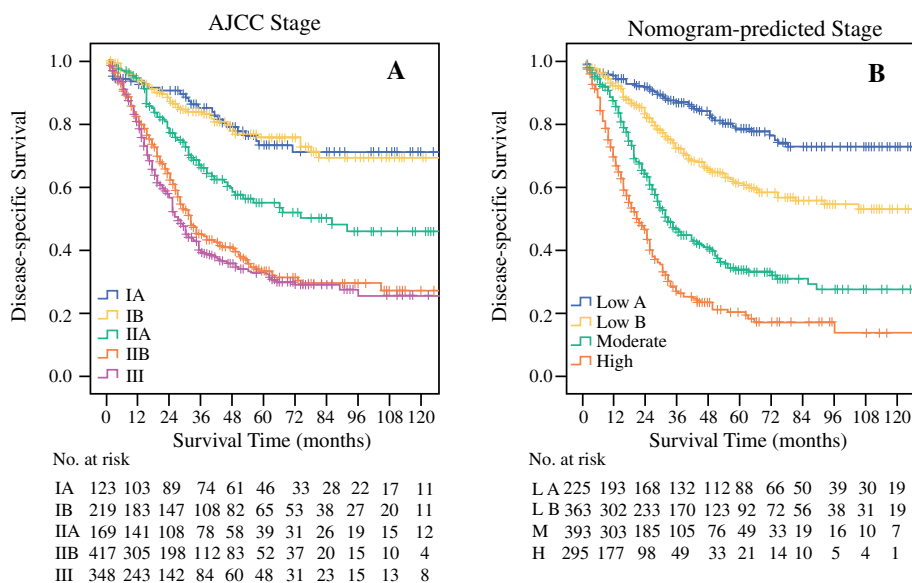 AJCC Stage
A
Disease-specific Survival
1.0
0.8
0.6
0.4
0.2
0.0
IA
IB
IIA
IIB
III
0 12 24 36 48 60 72 84 96 108 120
Survival Time (months)
No. at risk
IA 123 103 89 74 61 46 33 28 22 17 11
IB 219 183 147 108 82 65 53 38 27 20 11
IIA 169 141 108 78 58 39 31 26 19 15 12
IIB 417 305 198 112 83 52 37 20 15 10 4
III 348 243 142 84 60 48 31 23 15 13 8
Nomogram-predicted Stage
B
Disease-specific Survival
1.0
0.8
0.6
0.4
0.2
0.0
Low A
Low B
Moderate
High
0 12 24 36 48 60 72 84 96 108 120
Survival Time (months)
No. at risk
L A 225 193 168 132 112 88 66 50 39 30 19
L B 363 302 233 170 123 92 72 56 38 31 19
M 393 303 185 105 76 49 33 19 16 10 7
H 295 177 98 49 33 21 14 10 5 4 1